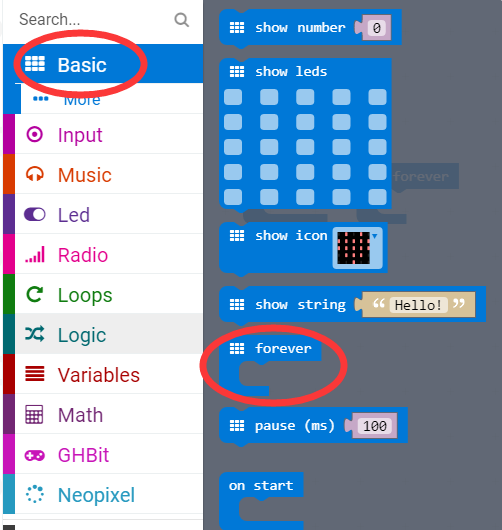 Search...
Basic
More
Input
Music
Led
Radio
Loops
Logic
Variables
Math
GHBit
Neopixel
show number 0
show leds
forever
show icon
show string “ Hello! ”
forever
pause (ms) 100
on start